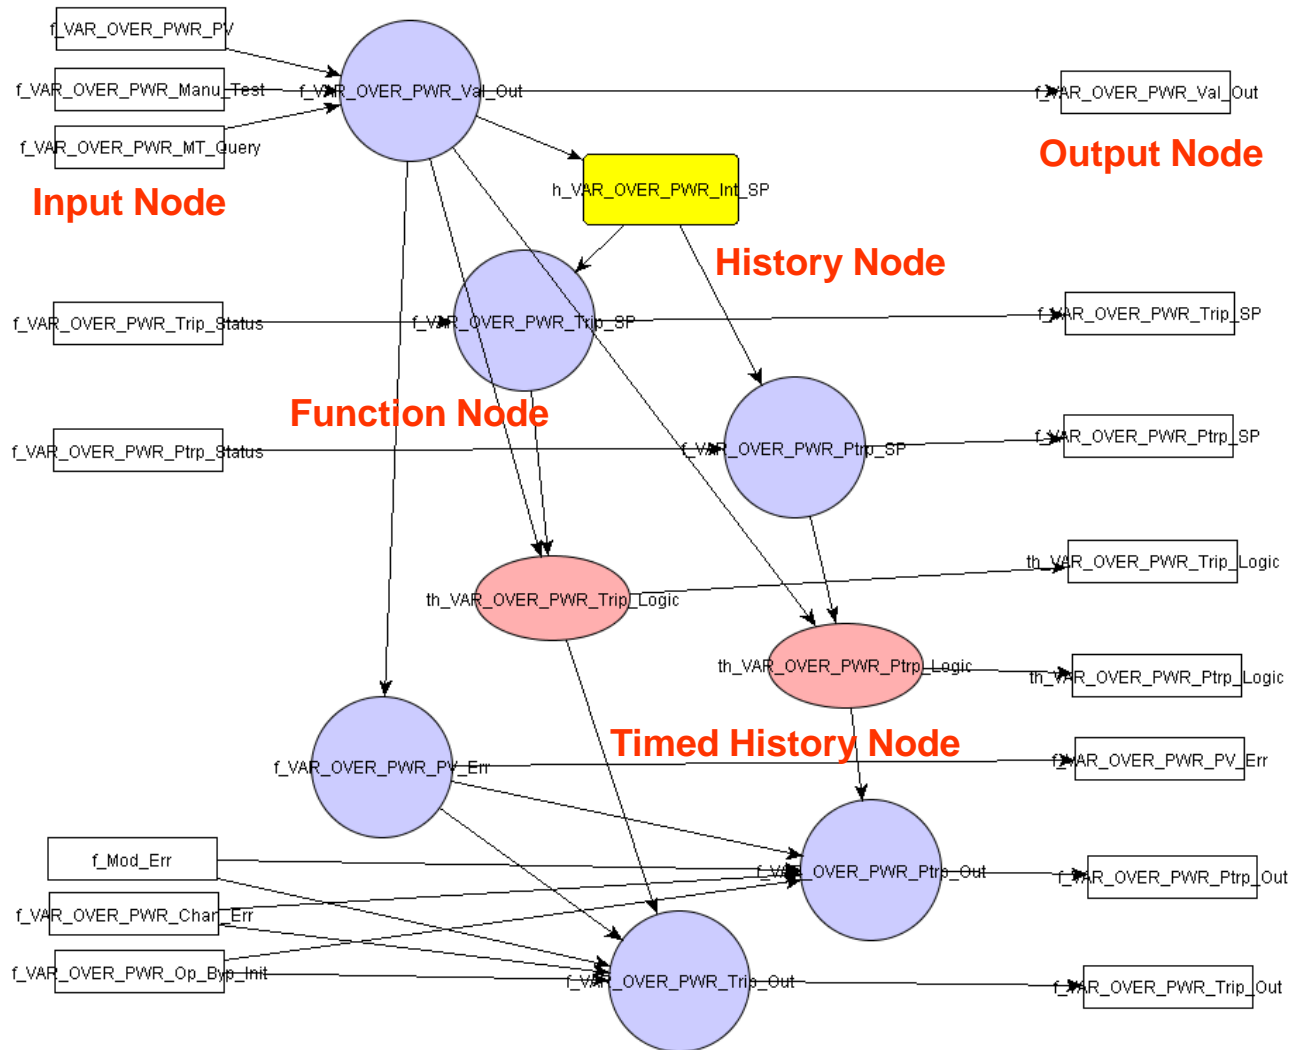 f_VAR_OVER_PWR_PV
f_VAR_OVER_PWR_Manu_Test
f_VAR_OVER_PWR_Val_Out
f_VAR_OVER_PWR_Val_Out
f_VAR_OVER_PWR_MT_Query
Output Node
Input Node
h_VAR_OVER_PWR_Int_SP
History Node
f_VAR_OVER_PWR_Trip_Status
f_VAR_OVER_PWR_Trip_SP
f_VAR_OVER_PWR_Trip_SP
Function Node
f_VAR_OVER_PWR_Ptrp_Status
f_VAR_OVER_PWR_Ptrp_SP
f_VAR_OVER_PWR_Ptrp_SP
th_VAR_OVER_PWR_Trip_Logic
th_VAR_OVER_PWR_Trip_Logic
th_VAR_OVER_PWR_Ptrp_Logic
th_VAR_OVER_PWR_Ptrp_Logic
Timed History Node
f_VAR_OVER_PWR_PV_Err
f_VAR_OVER_PWR_PV_Err
f_Mod_Err
f_VAR_OVER_PWR_Ptrp_Out
f_VAR_OVER_PWR_Ptrp_Out
f_VAR_OVER_PWR_Chan_Err
f_VAR_OVER_PWR_Op_Byp_Init
f_VAR_OVER_PWR_Trip_Out
f_VAR_OVER_PWR_Trip_Out